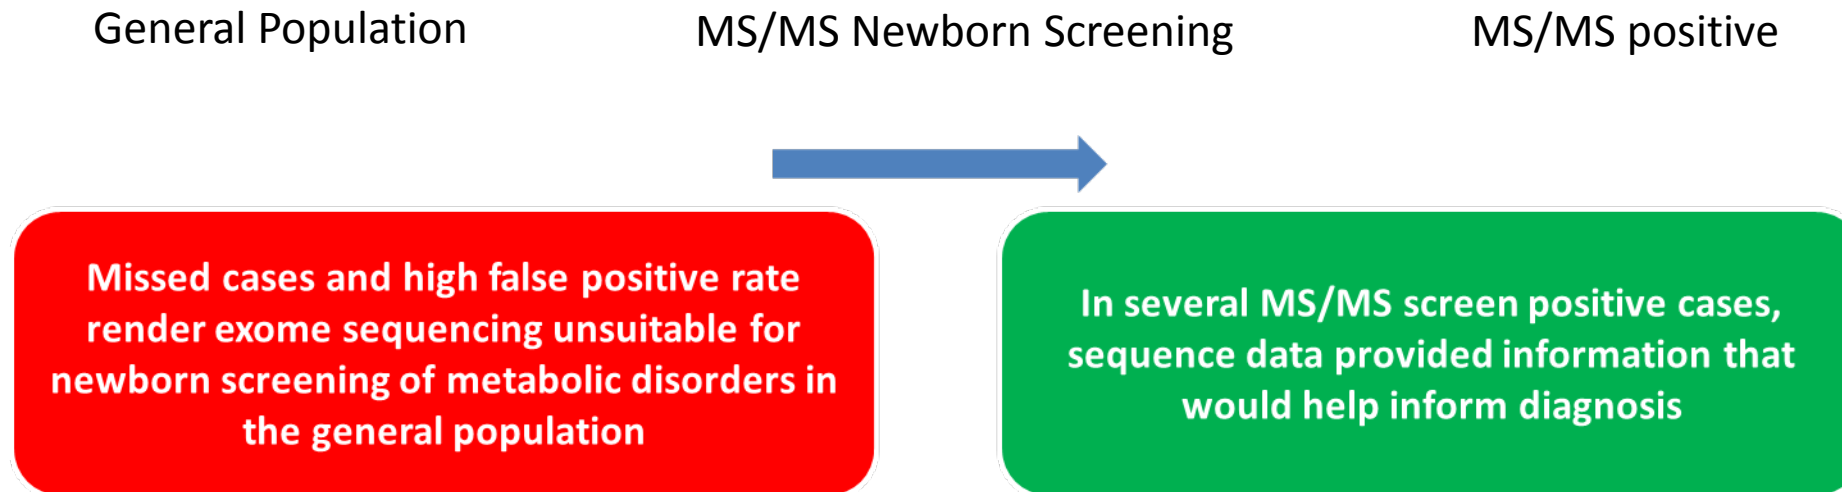 General Population
MS/MS Newborn Screening
MS/MS positive
Missed cases and high false positive rate
render exome sequencing unsuitable for
newborn screening of metabolic disorders in
the general population
In several MS/MS screen positive cases,
sequence data provided information that
would help inform diagnosis